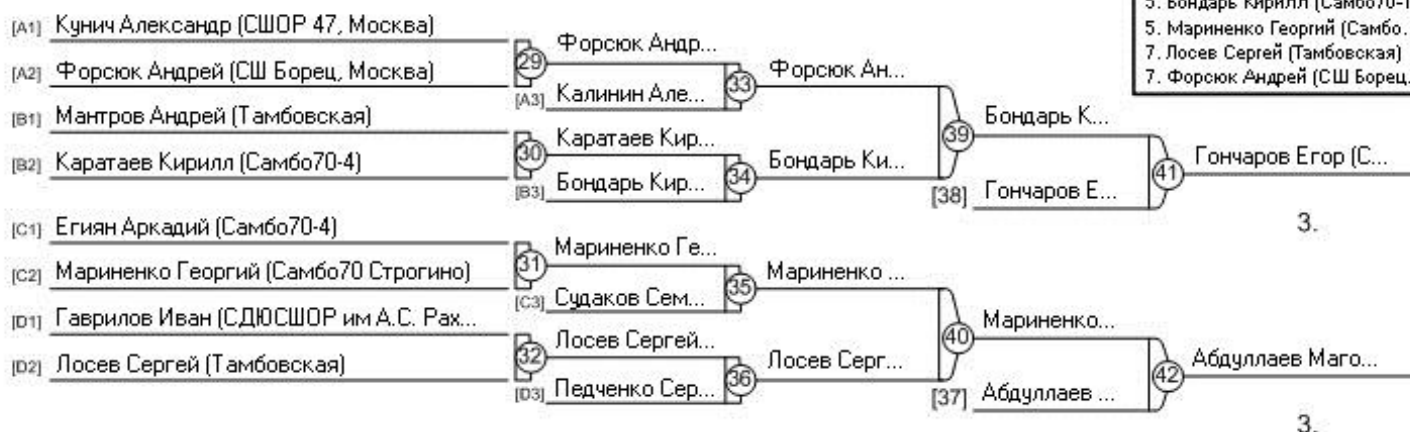 5. Бондарь Кирилл (Самбо70-1
5. Мариненко Георгий (Самбо.
7. Лосев Сергей (Тамбовская)
7. Форсюк Андрей (СШ Борец.
[A1] Кунич Александр (СШОР 47, Москва)
[A2] Форсюк Андрей (СШ Борец, Москва)
[B1] Мантров Андрей (Тамбовская)
[B2] Каратаев Кирилл (Самбо70-4)
[C1] Егиян Аркадий (Самбо70-4)
[C2] Мариненко Георгий (Самбо70 Строгино)
[D1] Гаврилов Иван (СДЮСШОР им А.С. Рах...
[D2] Лосев Сергей (Тамбовская)
29
Форсюк Андр...
[A3] Калинин Але...
30
Каратаев Кир...
[B3] Бондарь Кир...
31
Мариненко Ге...
[C3] Судаков Сем...
32
Лосев Сергей...
[D3] Педченко Сер...
33
Форсюк Ан...
34
Бондарь Ки...
35
Мариненко ...
36
Лосев Серг...
39
Бондарь К...
[38] Гончаров Е...
40
Мариненко...
[37] Абдуллаев ...
41
Гончаров Егор (С...
3.
42
Абдуллаев Маго...
3.